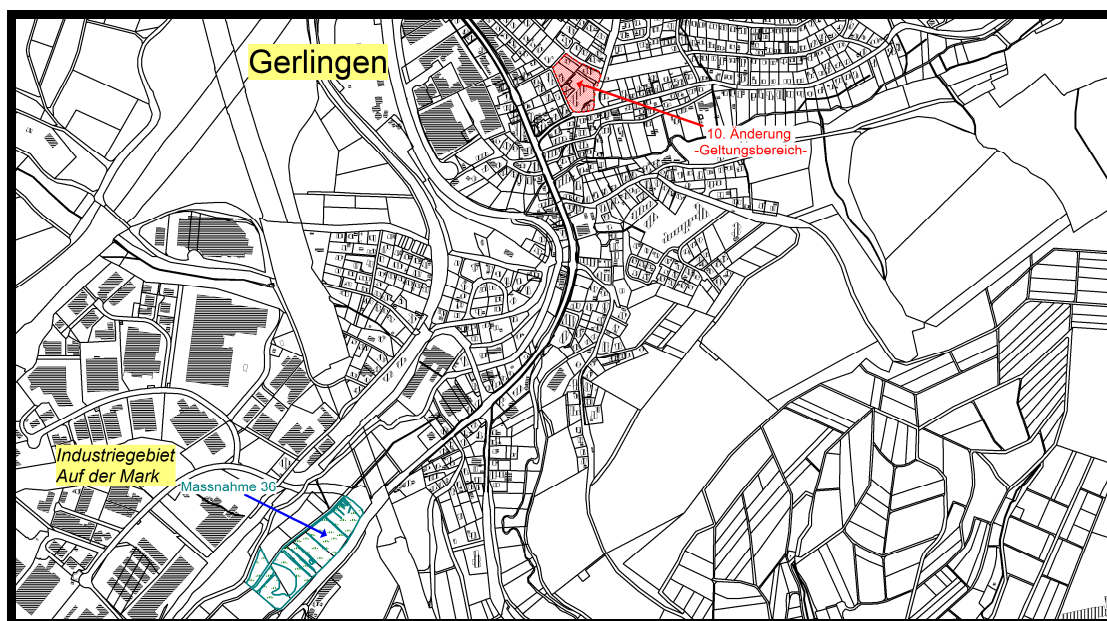 Gerlingen
10. Änderung
-Geltungsbereich-
Industriegebiet
Auf der Mark
Massnahme 36